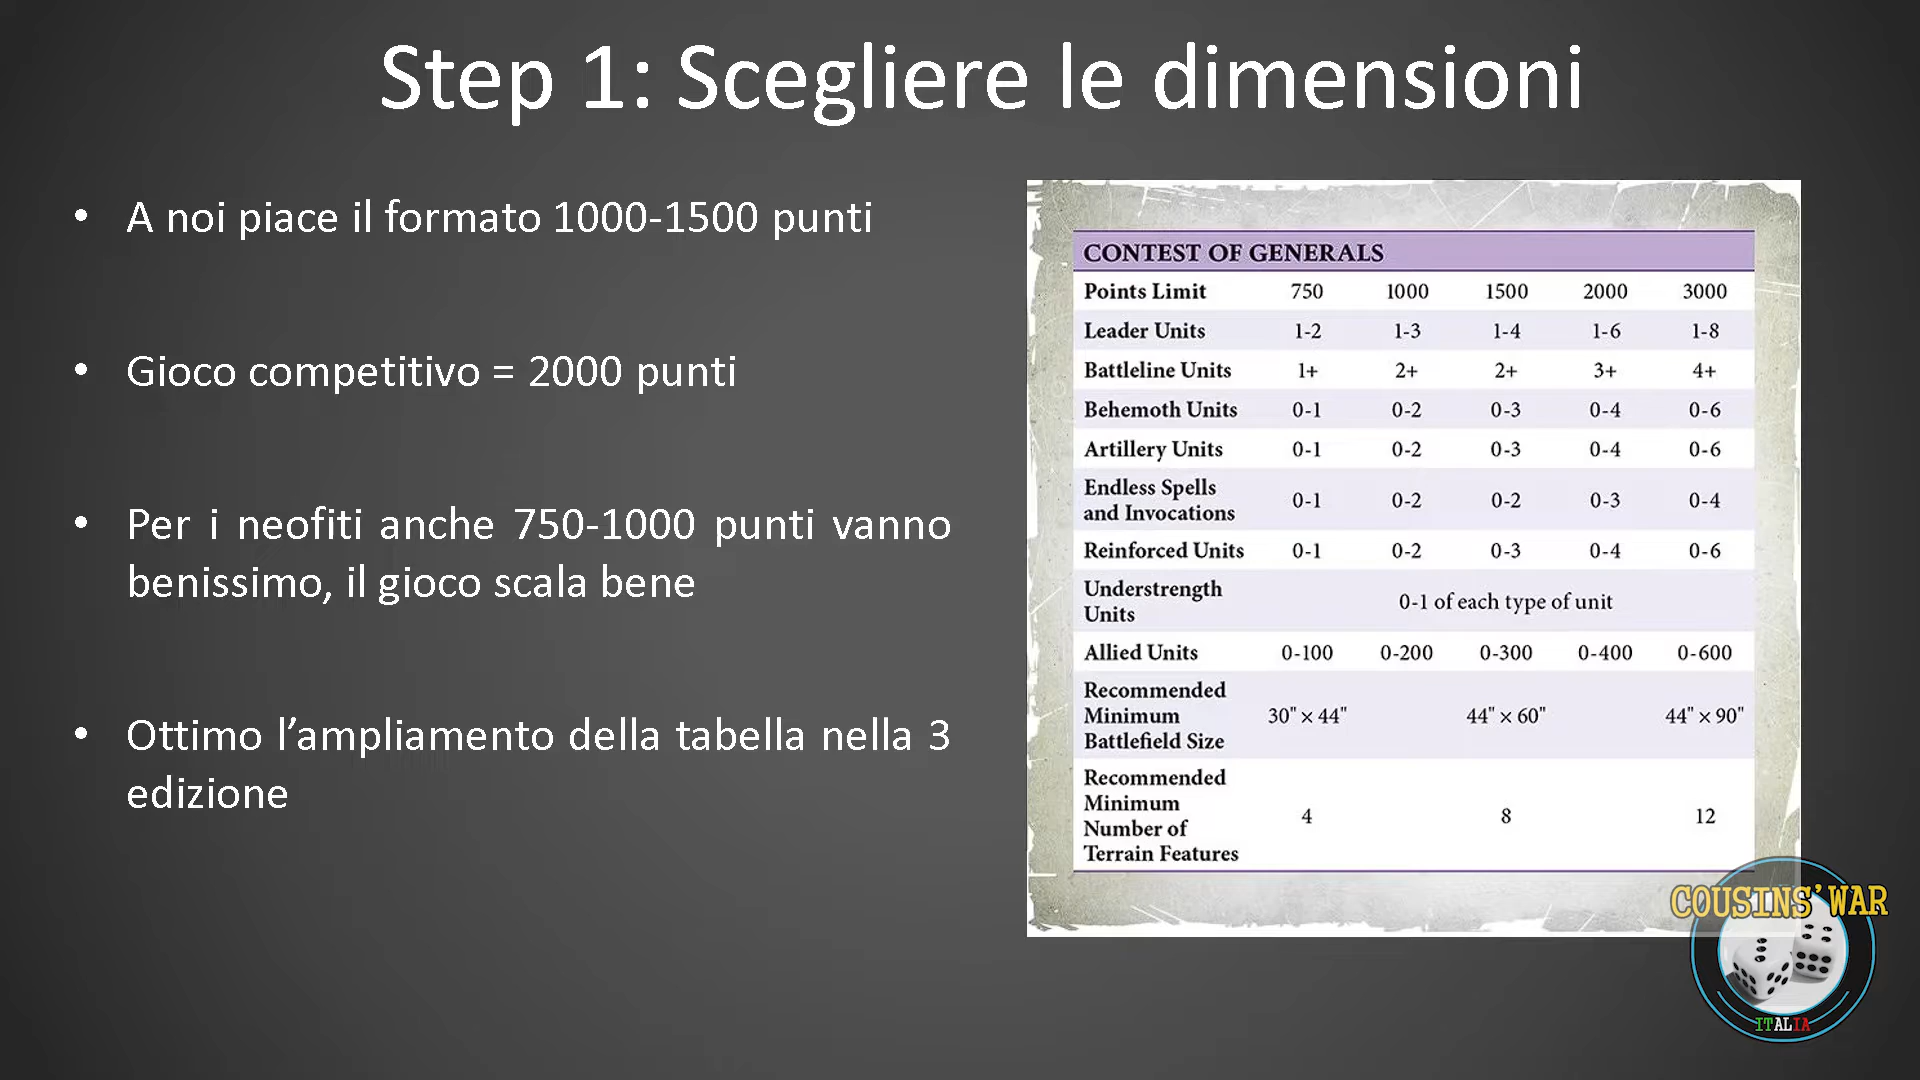 Step 1: Scegliere le dimensioni
• A noi piace il formato 1000-1500 punti
• Gioco competitivo = 2000 punti
• Per i neofiti anche 750-1000 punti vanno
benissimo, il gioco scala bene
• Ottimo l’ampliamento della tabella nella 3
edizione
CONTEST OF GENERALS
Points Limit 750 1000 1500 2000 3000
Leader Units 1-2 1-3 1-4 1-6 1-8
Battleline Units 1+ 2+ 2+ 3+ 4+
Behemoth Units 0-1 0-2 0-3 0-4 0-6
Artillery Units 0-1 0-2 0-3 0-4 0-6
Endless Spells
and Invocations 0-1 0-2 0-2 0-3 0-4
Reinforced Units 0-1 0-2 0-3 0-4 0-6
Understrength
Units 0-1 of each type of unit
Allied Units 0-100 0-200 0-300 0-400 0-600
Recommended
Minimum 30" × 44" 44" × 60" 44" × 90"
Battlefield Size
Recommended
Minimum
Number of 4 8 12
Terrain Features
COUSINS’WAR
ITALIA